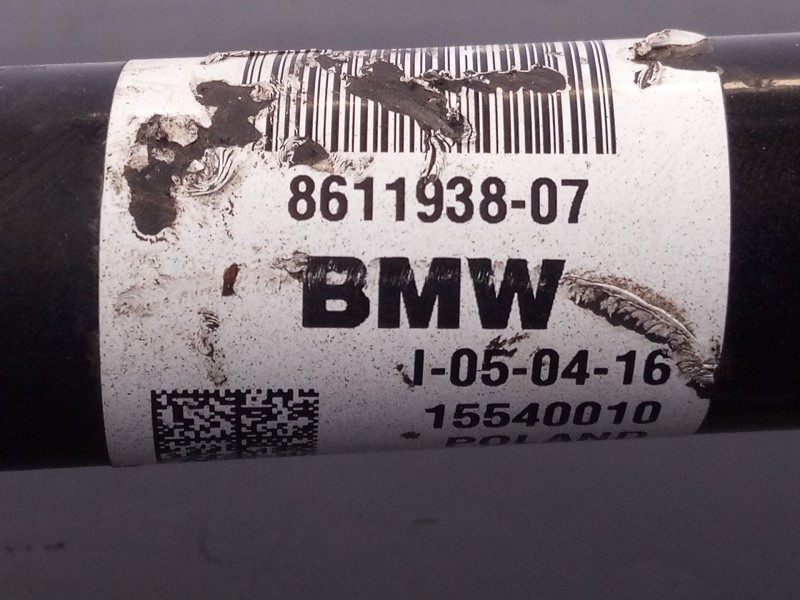 8611938-07
BMW
I-05-04-16
15540010
* POLAND